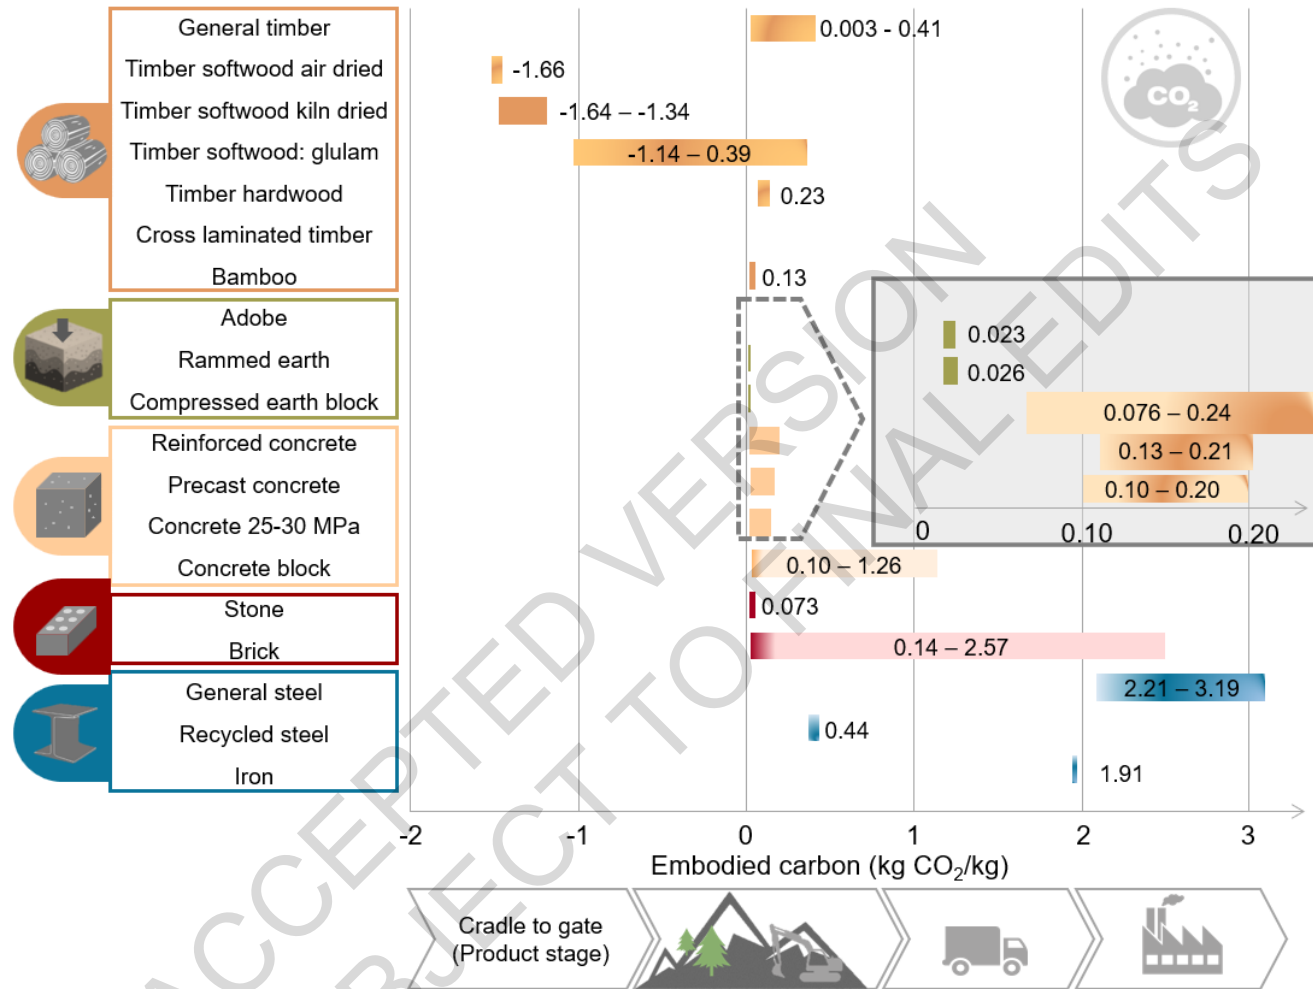 General timber
0.003 - 0.41
Timber softwood air dried
-1.66
Timber softwood kiln dried
-1.64 – -1.34
Timber softwood: glulam
-1.14 – 0.39
Timber hardwood
0.23
Cross laminated timber
Bamboo
0.13
Adobe
Rammed earth
Compressed earth block
Reinforced concrete
Precast concrete
Concrete 25-30 MPa
Concrete block
0.10 – 1.26
Stone
0.073
Brick
0.14 – 2.57
General steel
2.21 – 3.19
Recycled steel
0.44
Iron
1.91
CO2
0.023
0.026
0.076 – 0.24
0.13 – 0.21
0.10 – 0.20
0 0.10 0.20
-2 -1 0 1 2 3
Embodied carbon (kg CO2/kg)
Cradle to gate
(Product stage)
ACCEPTED VERSION
SUBJECT TO FINAL EDITS